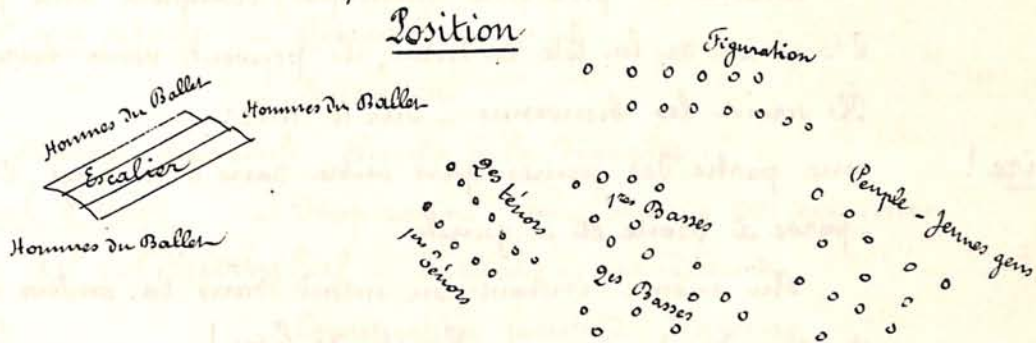 Position
Figuration
Hommes du Ballet
Hommes du Ballet
Escalier
Hommes du Ballet
2es ténors
1ers ténors
1res Basses
2es Basses
Peuple - Jeunes gens